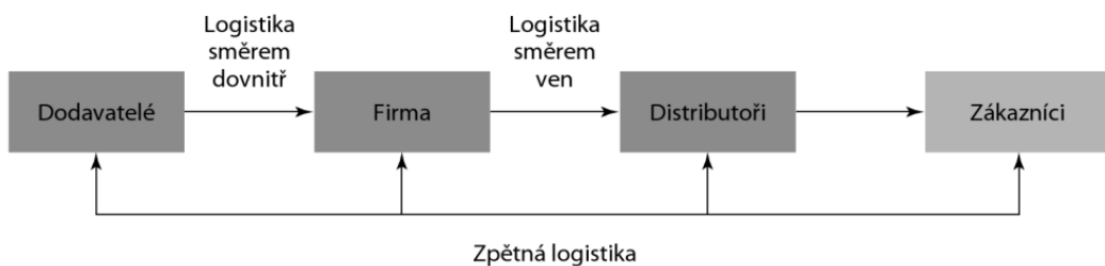 Logistika
směrem
dovnitř
Logistika
směrem
ven
Dodavatelé
Firma
Distributoři
Zákazníci
Zpětná logistika